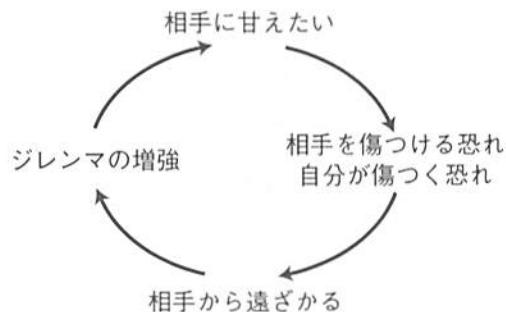 相手に甘えたい
相手を傷つける恐れ
自分が傷つく恐れ
相手から遠ざかる
ジレンマの増強